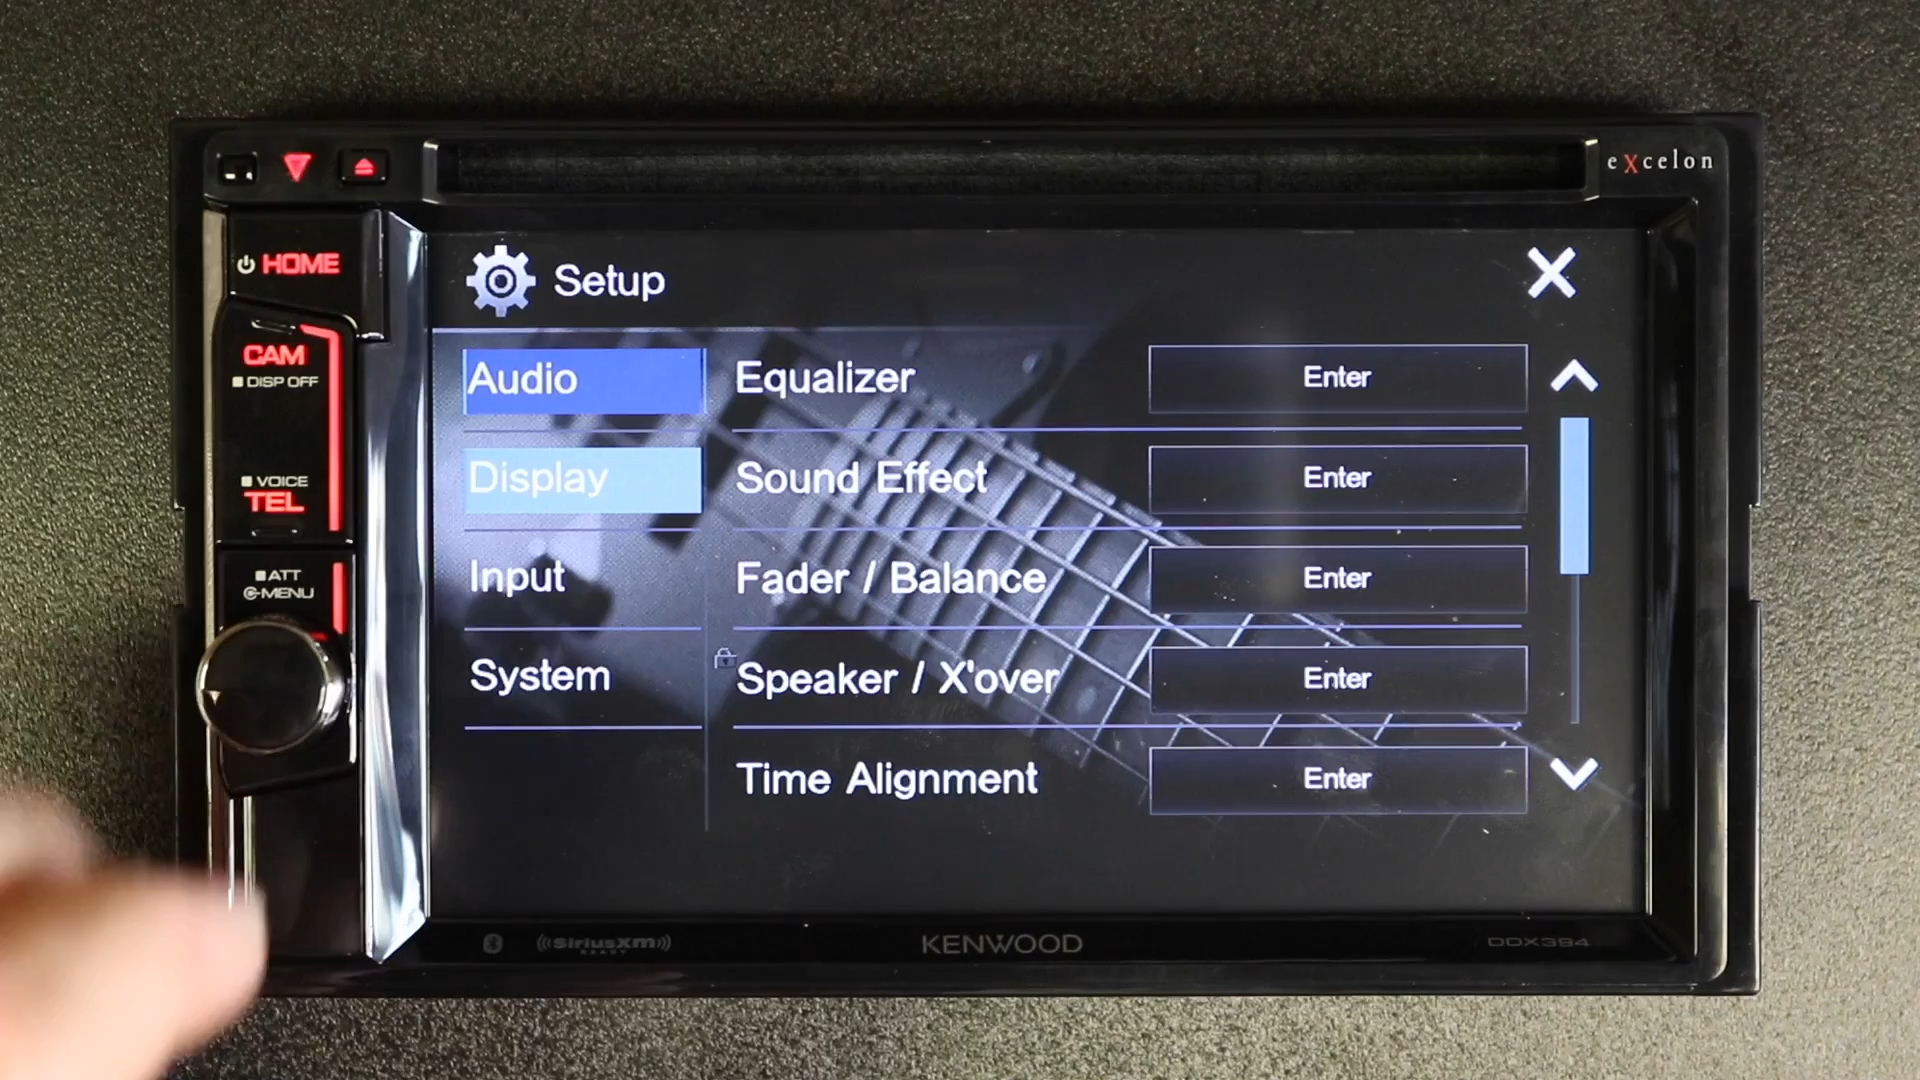 eXcelon
HOME
CAM
DISP OFF
VOICE
TEL
ATT
MENU
Setup
Audio
Display
Input
System
Equalizer Enter
Sound Effect Enter
Fader / Balance Enter
Speaker / X'over Enter
Time Alignment Enter
((SiriusXM))
READY
KENWOOD
DDX394